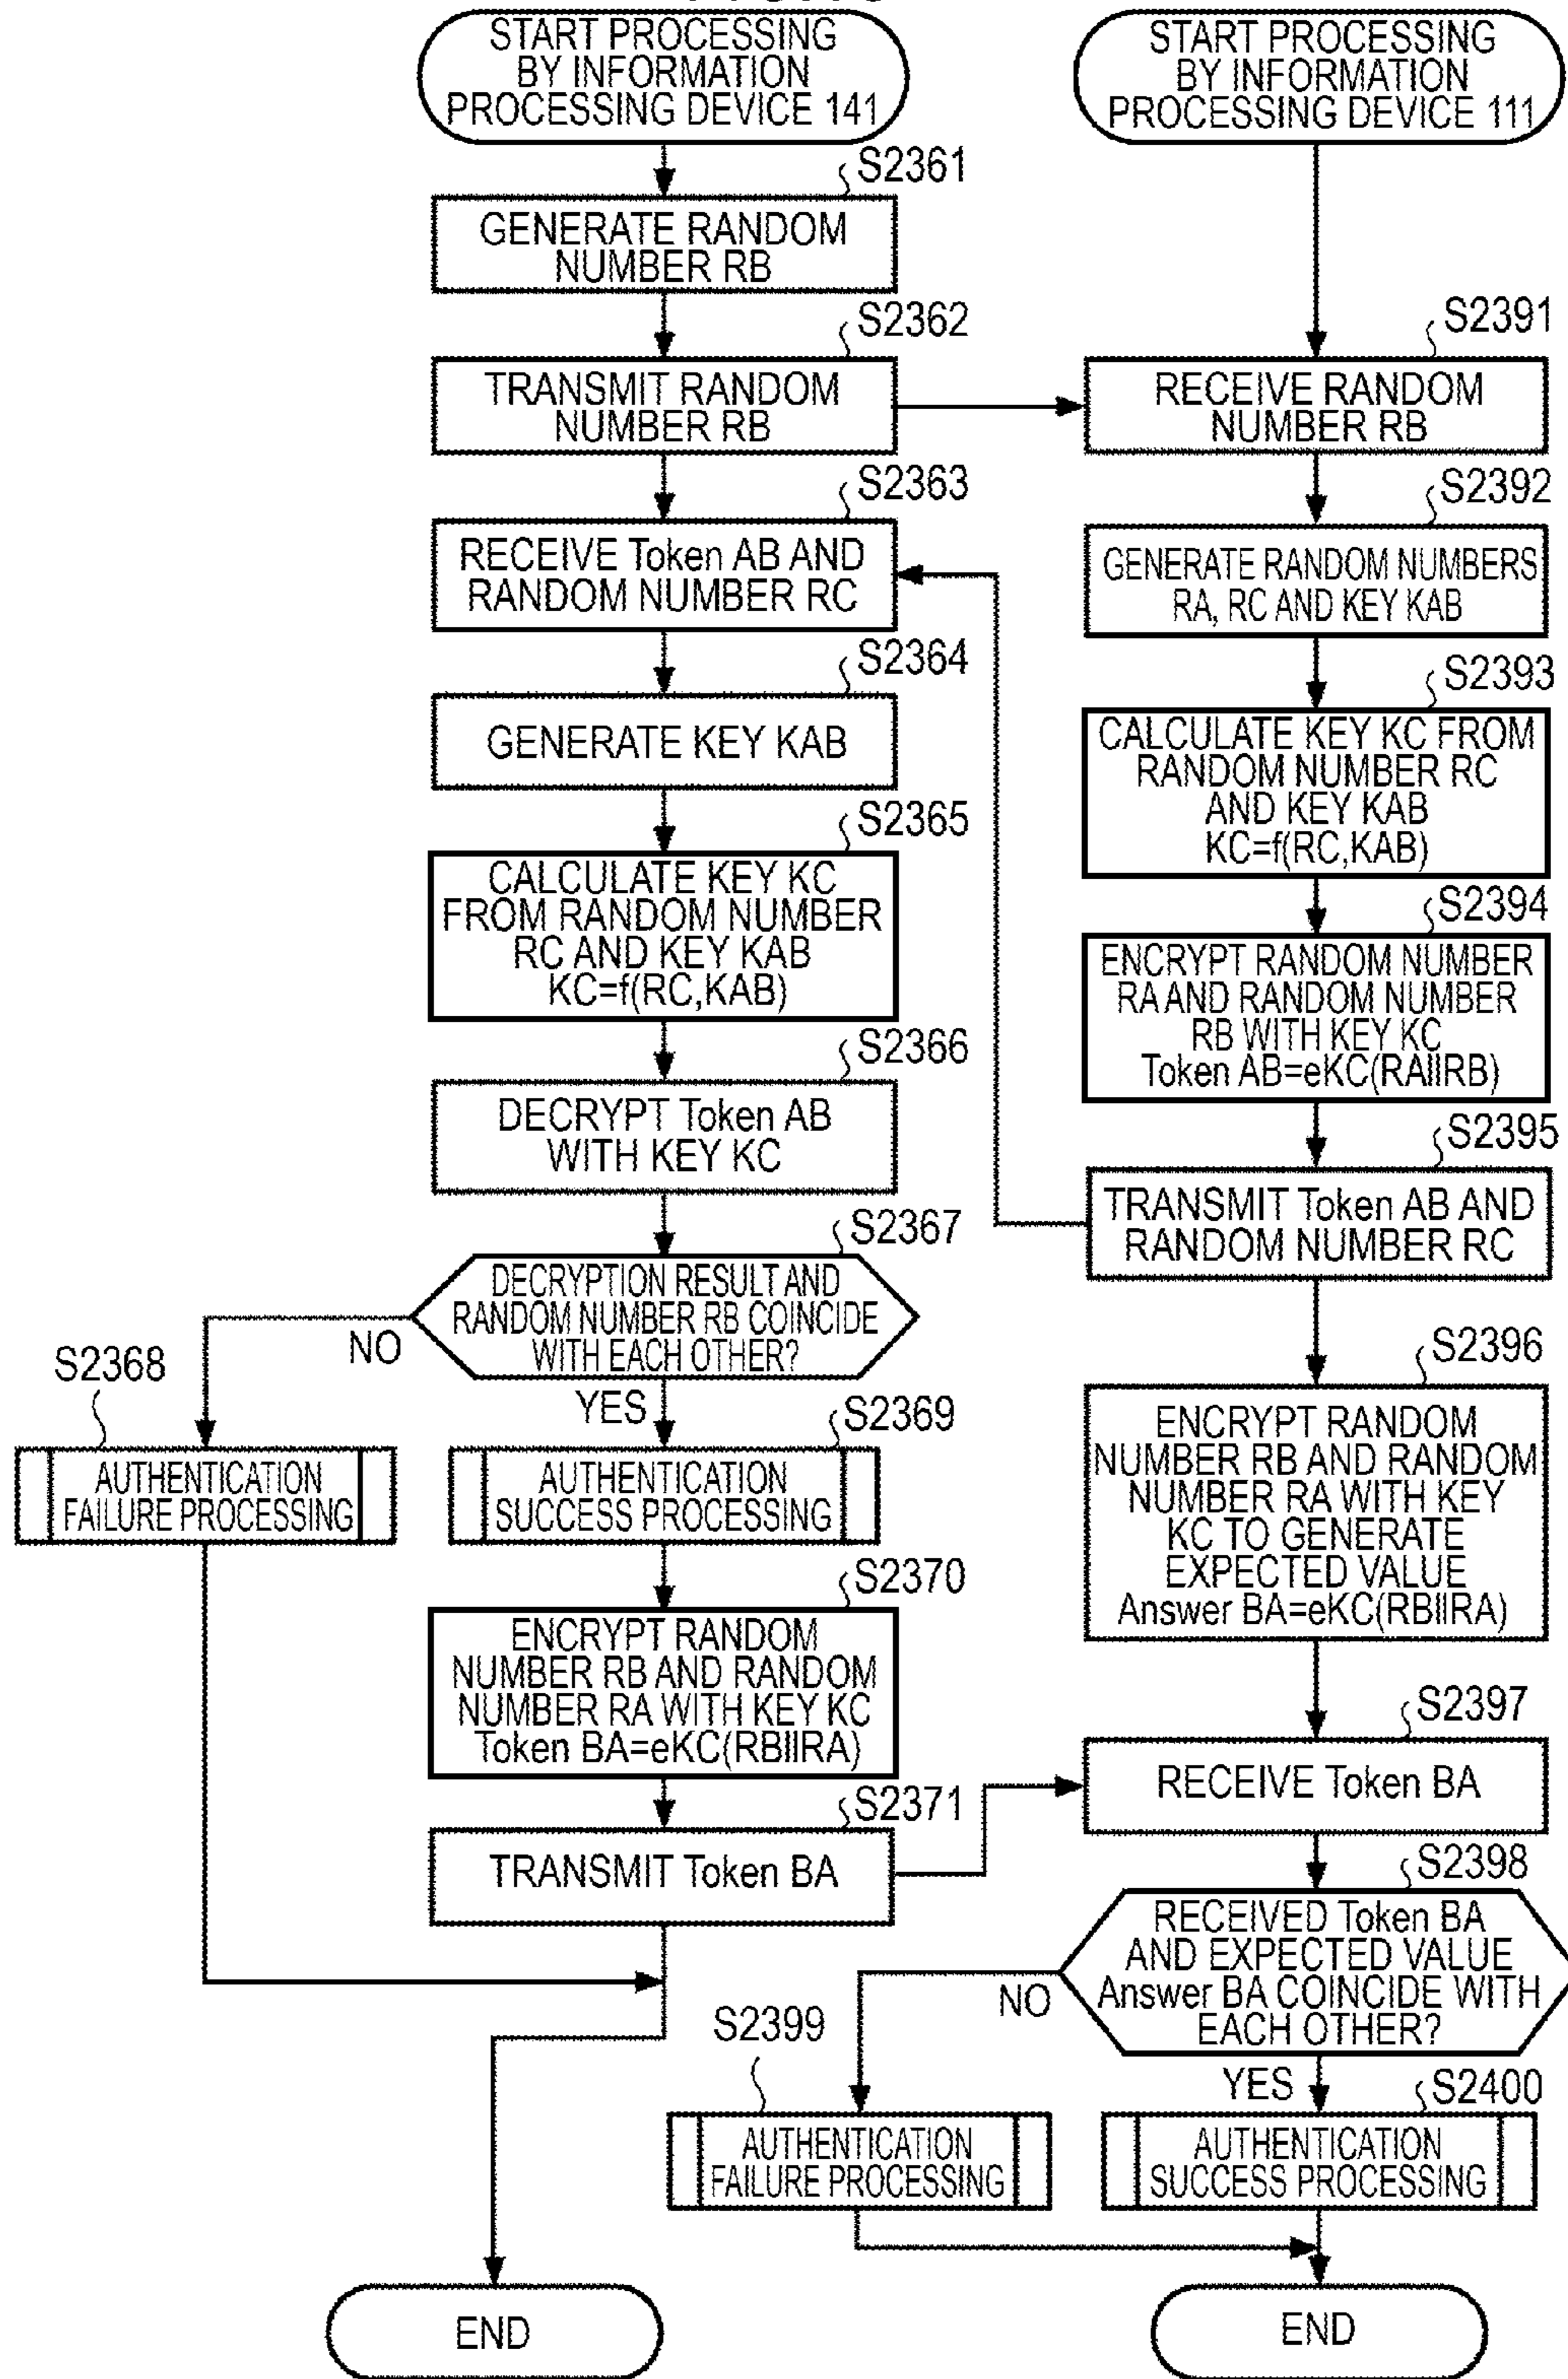 START PROCESSING
BY INFORMATION
PROCESSING DEVICE 141
S2361
GENERATE RANDOM
NUMBER RB
S2362
TRANSMIT RANDOM
NUMBER RB
S2363
RECEIVE Token AB AND
RANDOM NUMBER RC
S2364
GENERATE KEY KAB
S2365
CALCULATE KEY KC
FROM RANDOM NUMBER
RC AND KEY KAB
KC=f(RC,KAB)
S2366
DECRYPT Token AB
WITH KEY KC
S2367
DECRYPTION RESULT AND
RANDOM NUMBER RB COINCIDE
WITH EACH OTHER?
NO
YES
S2368
AUTHENTICATION
FAILURE PROCESSING
S2369
AUTHENTICATION
SUCCESS PROCESSING
S2370
ENCRYPT RANDOM
NUMBER RB AND RANDOM
NUMBER RA WITH KEY KC
Token BA=eKC(RBIIRA)
S2371
TRANSMIT Token BA
END
START PROCESSING
BY INFORMATION
PROCESSING DEVICE 111
S2391
RECEIVE RANDOM
NUMBER RB
S2392
GENERATE RANDOM NUMBERS
RA, RC AND KEY KAB
S2393
CALCULATE KEY KC FROM
RANDOM NUMBER RC
AND KEY KAB
KC=f(RC,KAB)
S2394
ENCRYPT RANDOM NUMBER
RA AND RANDOM NUMBER
RB WITH KEY KC
Token AB=eKC(RAIIRB)
S2395
TRANSMIT Token AB AND
RANDOM NUMBER RC
S2396
ENCRYPT RANDOM
NUMBER RB AND RANDOM
NUMBER RA WITH KEY
KC TO GENERATE
EXPECTED VALUE
Answer BA=eKC(RBIIRA)
S2397
RECEIVE Token BA
S2398
RECEIVED Token BA
AND EXPECTED VALUE
Answer BA COINCIDE WITH
EACH OTHER?
NO
YES
S2399
AUTHENTICATION
FAILURE PROCESSING
S2400
AUTHENTICATION
SUCCESS PROCESSING
END